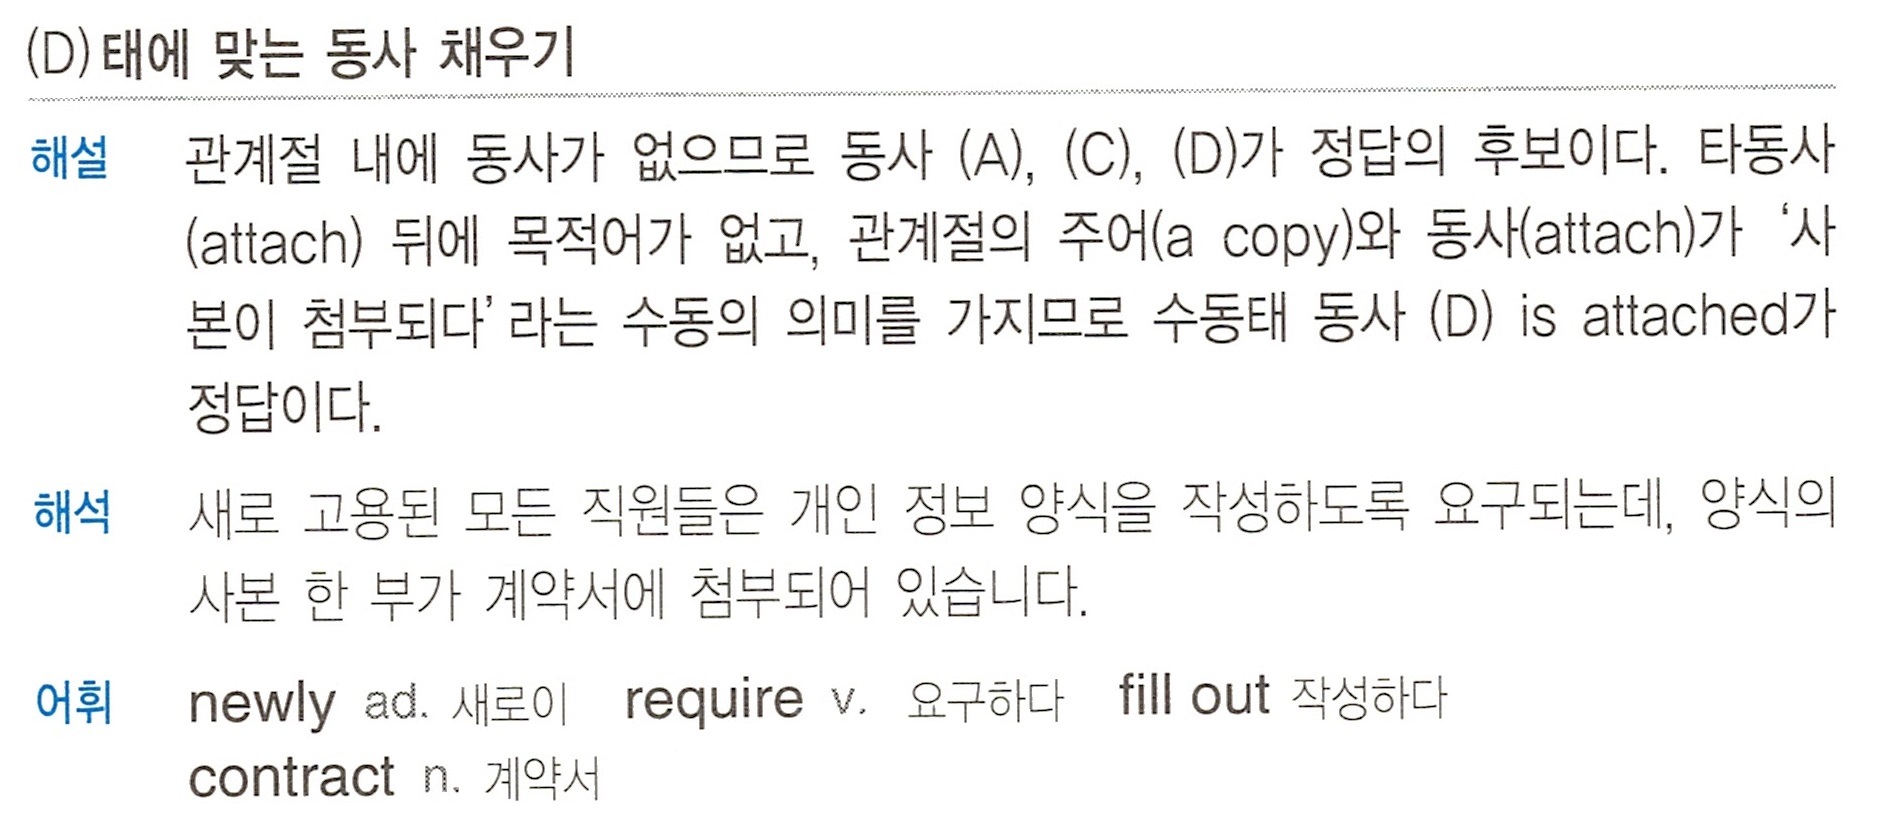 (D) 태에 맞는 동사 채우기
해설 관계절 내에 동사가 없으므로 동사 (A), (C), (D)가 정답의 후보이다. 타동사
(attach) 뒤에 목적어가 없고, 관계절의 주어(a copy)와 동사(attach)가 ‘사
본이 첨부되다’라는 수동의 의미를 가지므로 수동태 동사 (D) is attached가
정답이다.
해석 새로 고용된 모든 직원들은 개인 정보 양식을 작성하도록 요구되는데, 양식의
사본 한 부가 계약서에 첨부되어 있습니다.
어휘 newly ad. 새로이 require v. 요구하다 fill out 작성하다
contract n. 계약서